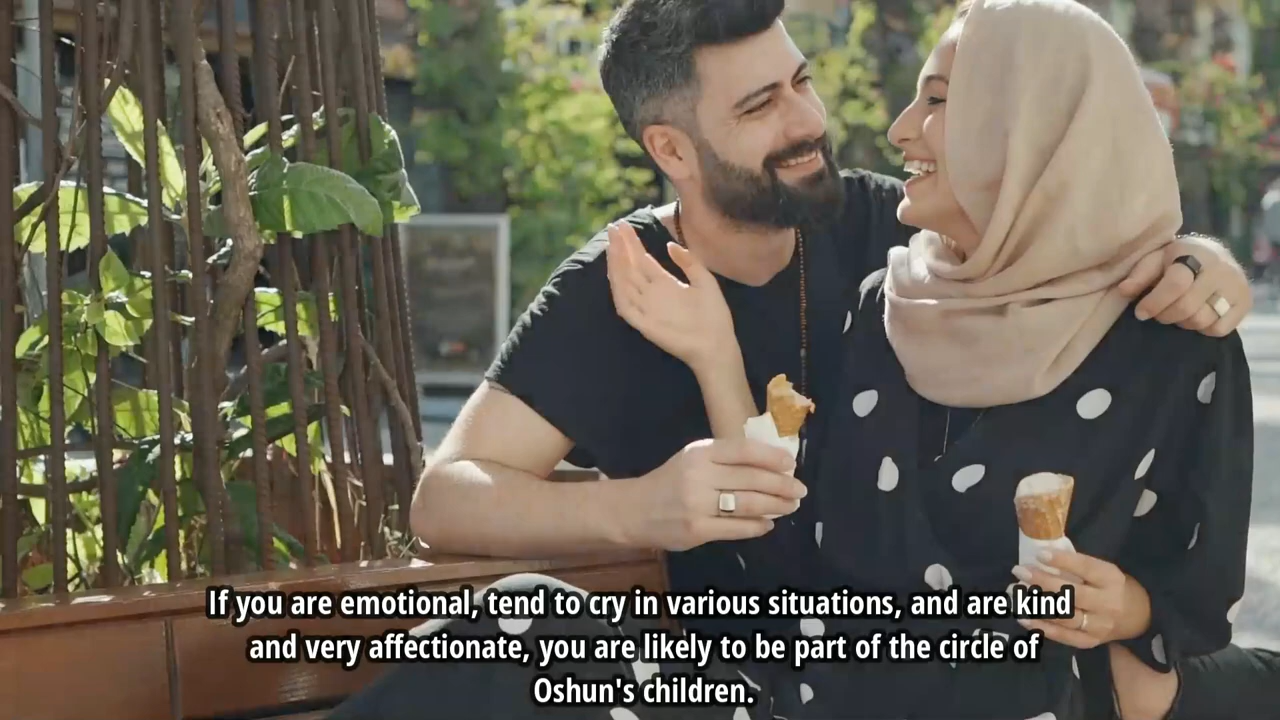 If you are emotional, tend to cry in various situations, and are kind
and very affectionate, you are likely to be part of the circle of
Oshun's children.